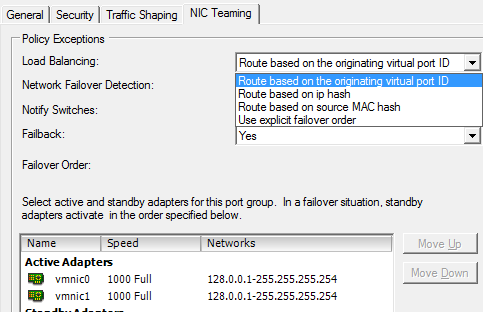 General Security Traffic Shaping NIC Teaming
Policy Exceptions
Load Balancing: Route based on the originating virtual port ID
Route based on the originating virtual port ID
Network Failover Detection:
Route based on ip hash
Notify Switches: Route based on source MAC hash
Use explicit failover order
Failback: Yes
Failover Order:
Select active and standby adapters for this port group. In a failover situation, standby
adapters activate in the order specified below.
Name Speed Networks Move Up
Active Adapters
vmnic0 1000 Full 128.0.0.1-255.255.255.254 Move Down
vmnic1 1000 Full 128.0.0.1-255.255.255.254
Standby Adapters